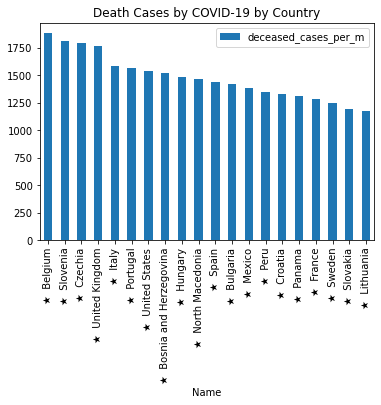 Death Cases by COVID-19 by Country
deceased_cases_per_m
1750
1500
1250
1000
750
500
250
0
★ Belgium
★ Slovenia
★ Czechia
★ United Kingdom
★ Italy
★ Portugal
★ United States
★ Bosnia and Herzegovina
★ Hungary
★ North Macedonia
★ Spain
★ Bulgaria
★ Mexico
★ Peru
★ Croatia
★ Panama
★ France
★ Sweden
★ Slovakia
★ Lithuania
Name